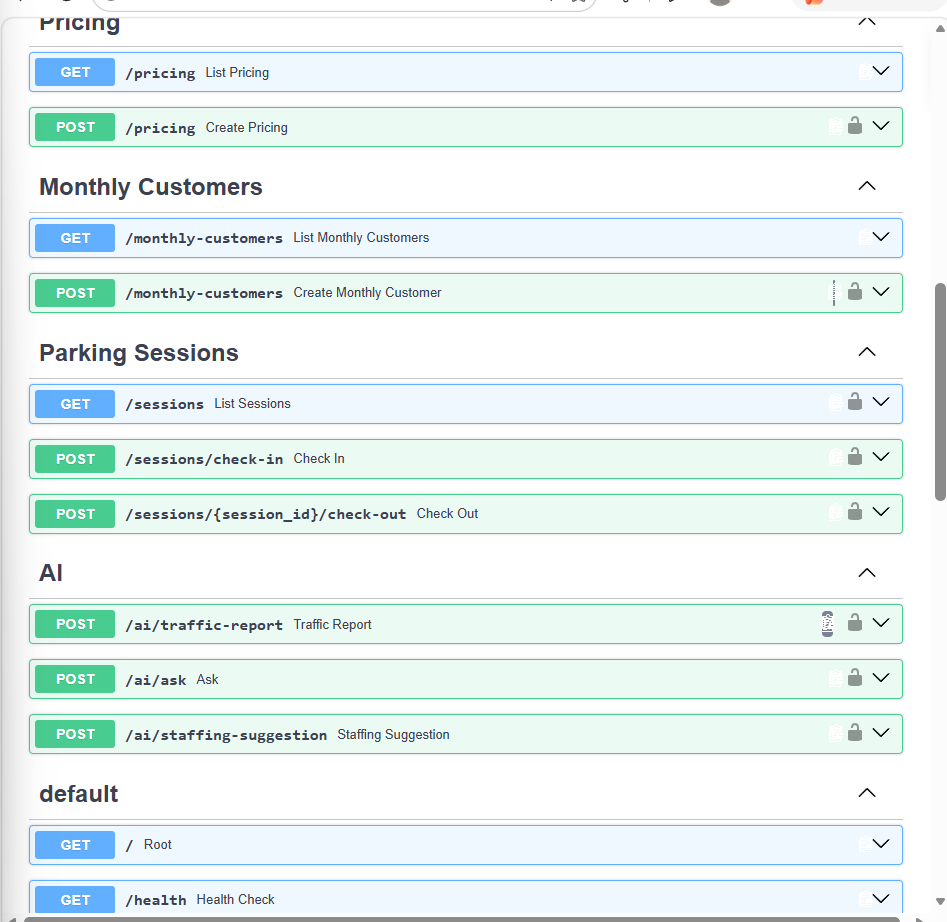 Pricing
GET /pricing List Pricing
POST /pricing Create Pricing
Monthly Customers
GET /monthly-customers List Monthly Customers
POST /monthly-customers Create Monthly Customer
Parking Sessions
GET /sessions List Sessions
POST /sessions/check-in Check In
POST /sessions/{session_id}/check-out Check Out
AI
POST /ai/traffic-report Traffic Report
POST /ai/ask Ask
POST /ai/staffing-suggestion Staffing Suggestion
default
GET / Root
GET /health Health Check